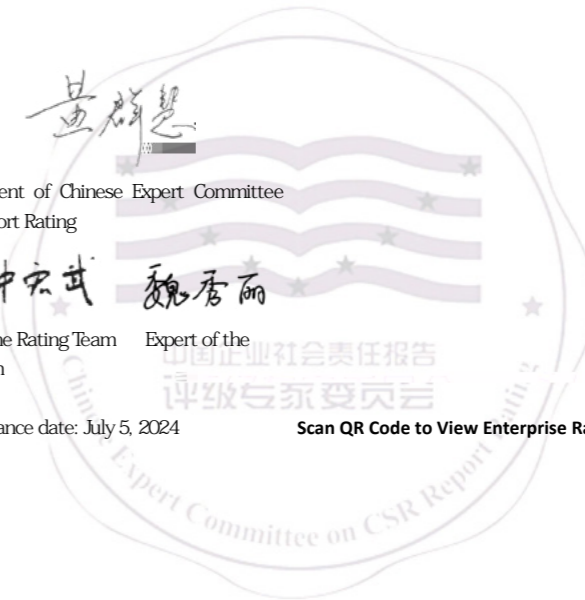 黄群慧
ent of Chinese Expert Committee
ort Rating
钟宏武 魏秀丽
he Rating Team Expert of the
n
中国企业社会责任报告
评级专家委员会
ance date: July 5, 2024 Scan QR Code to View Enterprise Ra
Chinese Expert Committee on CSR Report Rating